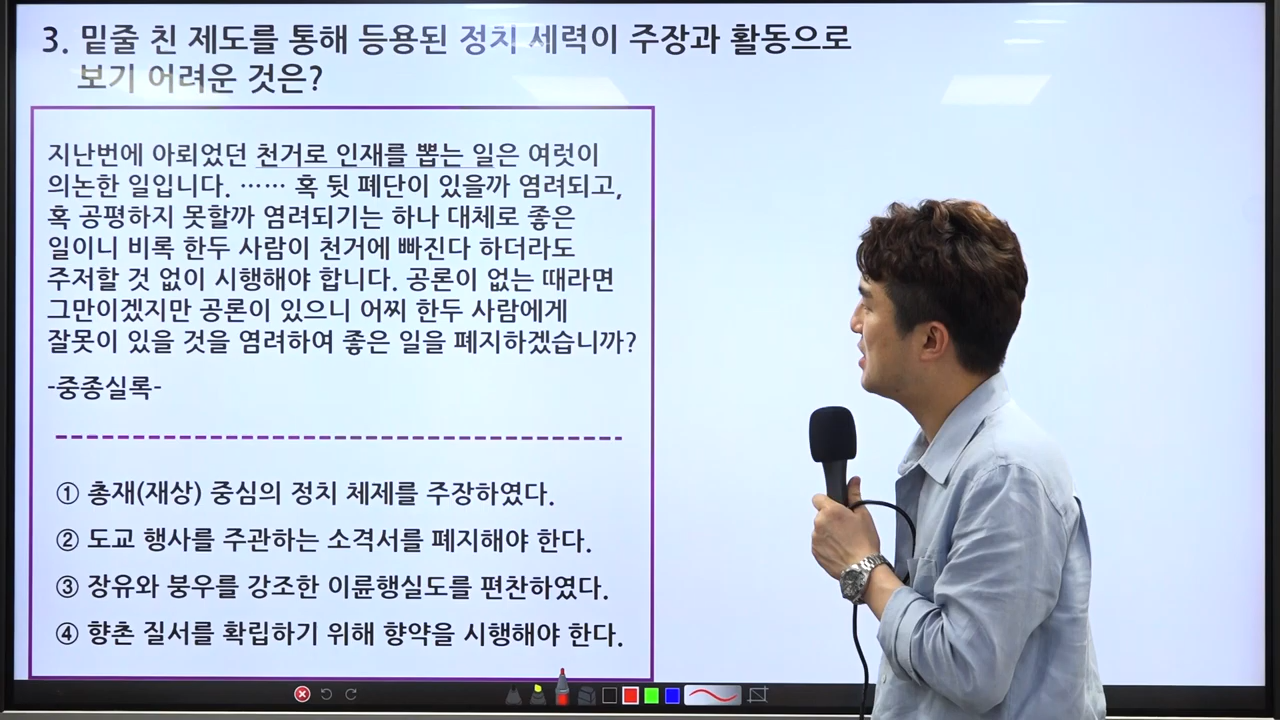 3. 밑줄 친 제도를 통해 등용된 정치 세력이 주장과 활동으로
보기 어려운 것은?
지난번에 아뢰었던 천거로 인재를 뽑는 일은 여럿이
의논한 일입니다. …… 혹 뒷 폐단이 있을까 염려되고,
혹 공평하지 못할까 염려되기는 하나 대체로 좋은
일이니 비록 한두 사람이 천거에 빠진다 하더라도
주저할 것 없이 시행해야 합니다. 공론이 없는 때라면
그만이겠지만 공론이 있으니 어찌 한두 사람에게
잘못이 있을 것을 염려하여 좋은 일을 폐지하겠습니까?
-중종실록-
① 총재(재상) 중심의 정치 체제를 주장하였다.
② 도교 행사를 주관하는 소격서를 폐지해야 한다.
③ 장유와 붕우를 강조한 이륜행실도를 편찬하였다.
④ 향촌 질서를 확립하기 위해 향약을 시행해야 한다.